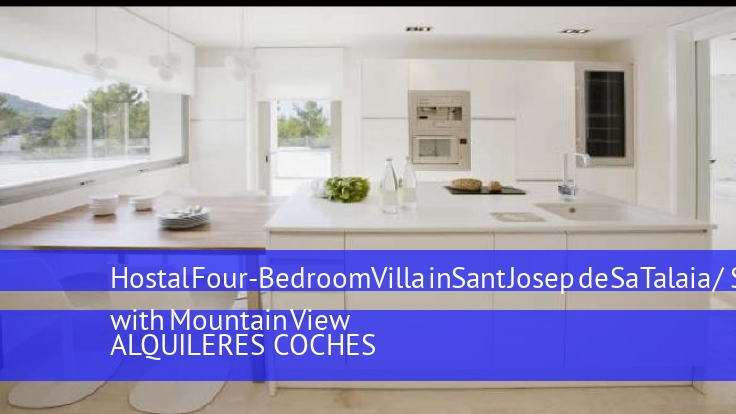 Hostal Four-Bedroom Villa in Sant Josep de Sa Talaia / S
with Mountain View
ALQUILERES COCHES